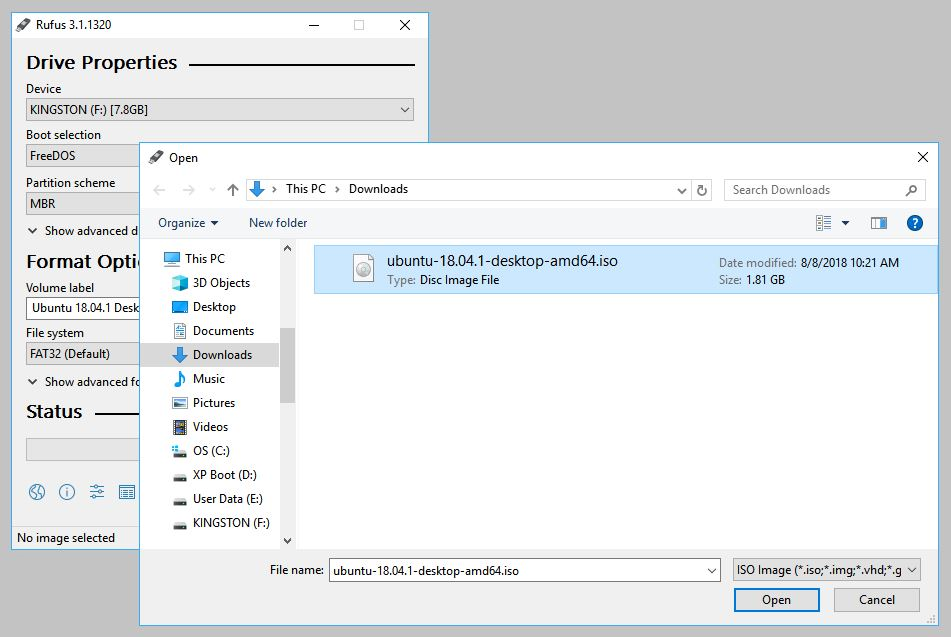 Rufus 3.1.1320
Drive Properties
Device
KINGSTON (F:) [7.8GB]
Boot selection
FreeDOS
Partition scheme
MBR
Show advanced d
Format Opti
Volume label
Ubuntu 18.04.1 Desk
File system
FAT32 (Default)
Show advanced fo
Status
No image selected
Open
This PC
Downloads
Search Downloads
Organize
New folder
?
This PC
3D Objects
Desktop
Documents
Downloads
Music
Pictures
Videos
OS (C:)
XP Boot (D:)
User Data (E:)
KINGSTON (F:)
ubuntu-18.04.1-desktop-amd64.iso
Type: Disc Image File
Date modified: 8/8/2018 10:21 AM
Size: 1.81 GB
File name: ubuntu-18.04.1-desktop-amd64.iso
ISO Image (*.iso;*.img;*.vhd;*.g
Open Cancel